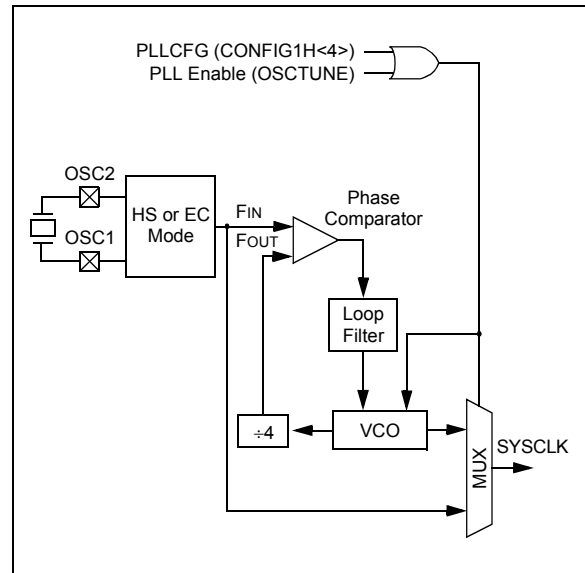 PLLCFG (CONFIG1H<4>)
PLL Enable (OSCTUNE)
OSC2
OSC1
HS or EC
Mode
FIN
FOUT
Phase
Comparator
Loop
Filter
÷4
VCO
MUX
SYSCLK